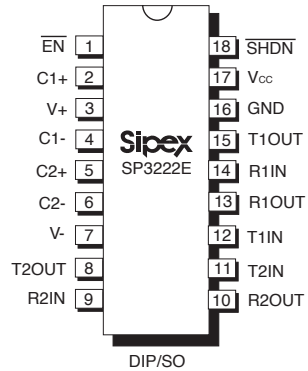 EN 1 18 SHDN
C1+ 2 17 Vcc
V+ 3 16 GND
C1- 4 Sipex 15 T1OUT
C2+ 5 SP3222E 14 R1IN
C2- 6 13 R1OUT
V- 7 12 T1IN
T2OUT 8 11 T2IN
R2IN 9 10 R2OUT
DIP/SO